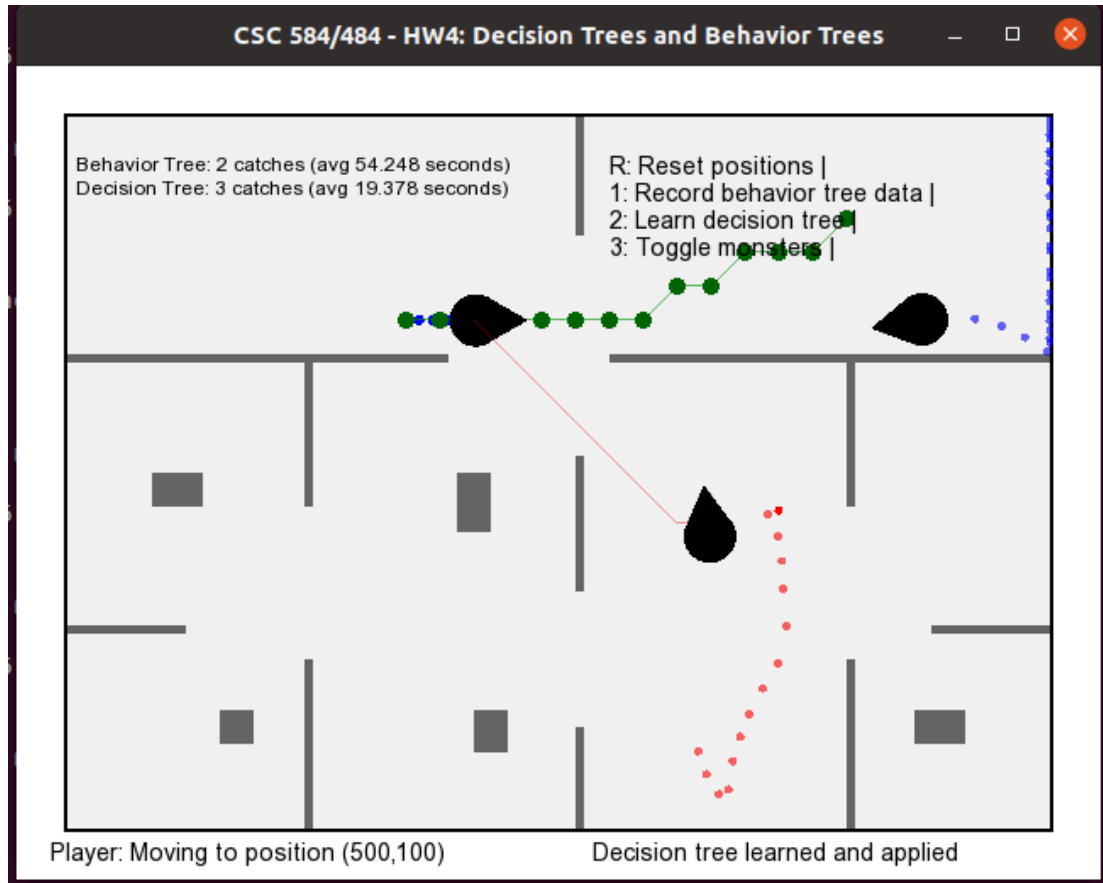 CSC 584/484 - HW4: Decision Trees and Behavior Trees
Behavior Tree: 2 catches (avg 54.248 seconds)
Decision Tree: 3 catches (avg 19.378 seconds)
R: Reset positions |
1: Record behavior tree data |
2: Learn decision tree |
3: Toggle monsters |
Player: Moving to position (500,100)
Decision tree learned and applied